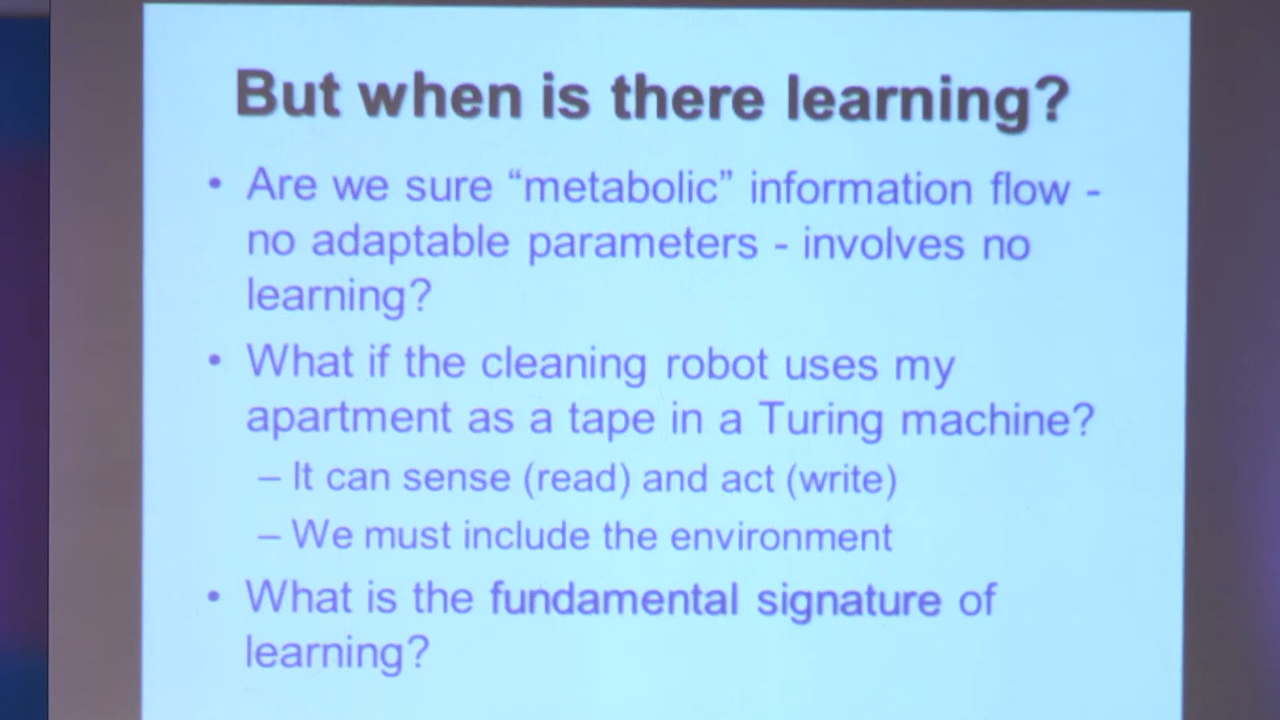 But when is there learning?
• Are we sure “metabolic” information flow -
no adaptable parameters - involves no
learning?
• What if the cleaning robot uses my
apartment as a tape in a Turing machine?
– It can sense (read) and act (write)
– We must include the environment
• What is the fundamental signature of
learning?